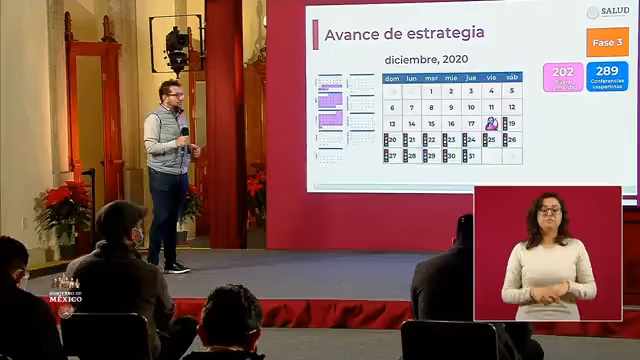 SALUD
Avance de estrategia
Fase 3
diciembre, 2020
202
289
Conferencias
vespertinas
dom lun mar mie jue vie sáb
1 2 3 4 5
6 7 8 9 10 11 12
13 14 15 16 17 19
20 21 22 23 24 25 26
27 28 29 30 31
GOBIERNO DE
MÉXICO